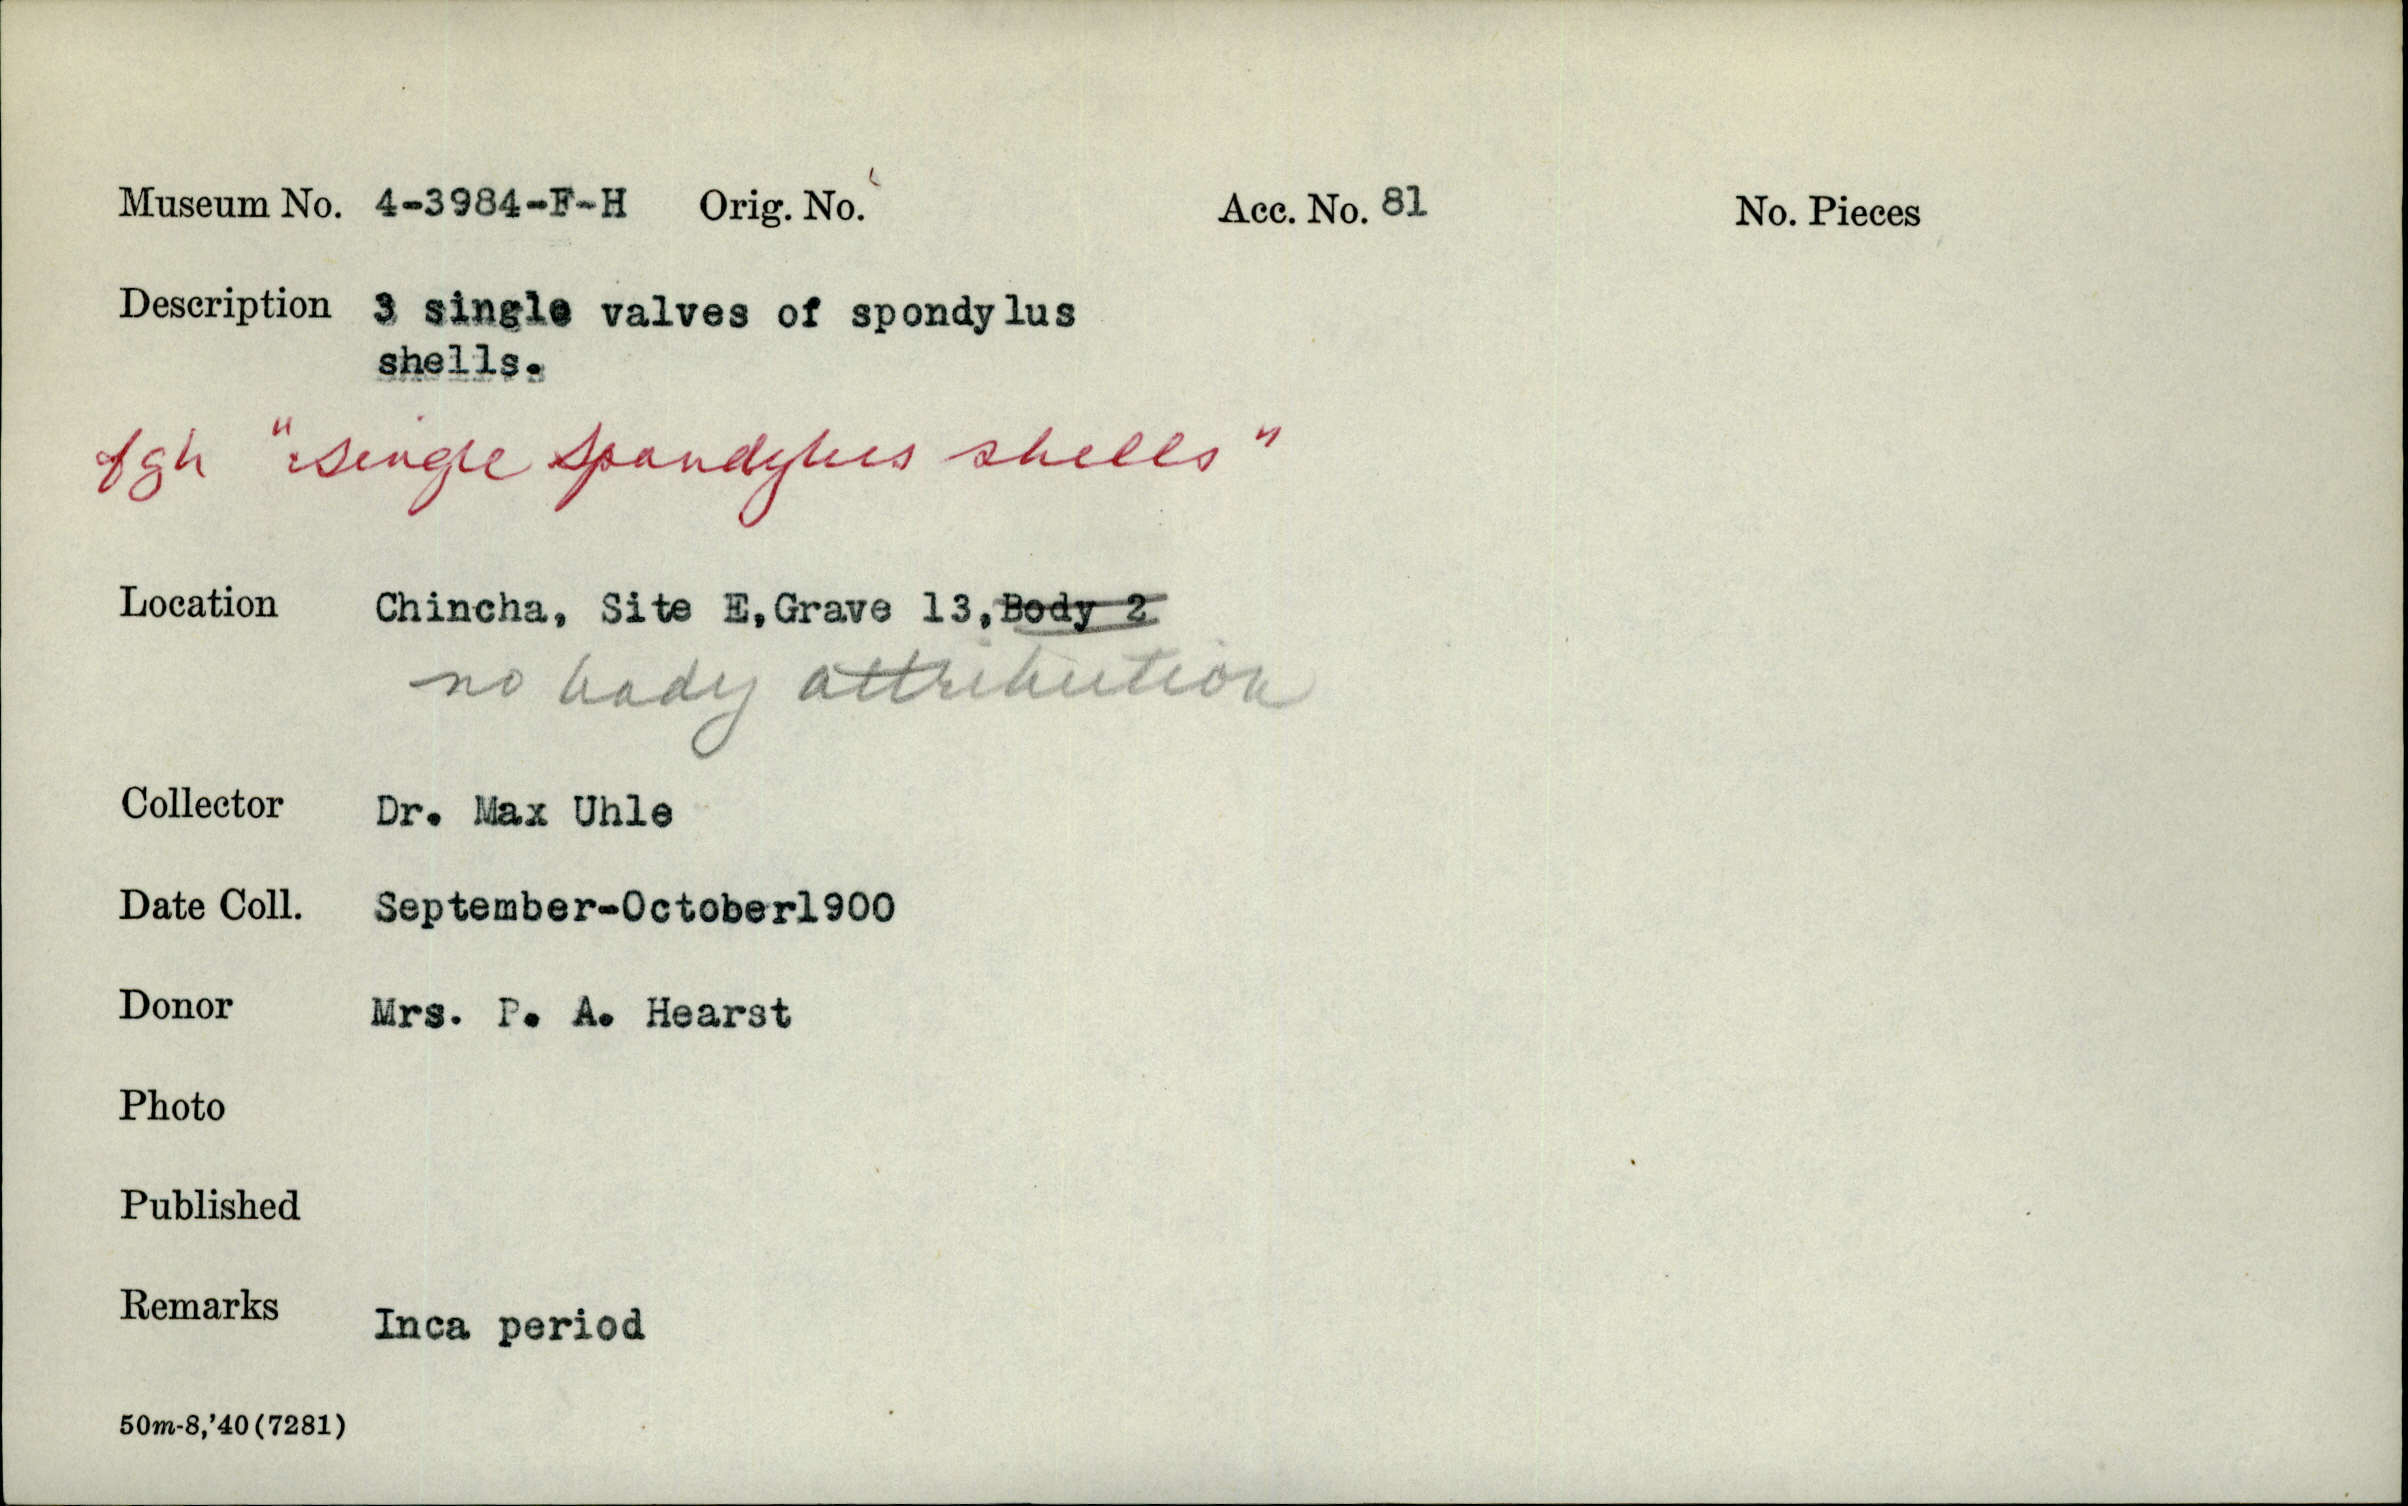 Museum No. 4-3984-F-H Orig. No. Acc. No. 81 No. Pieces
Description 3 single valves of spondylus
shells.
fgh "single spondylus shells"
Location Chincha, Site E,Grave 13,Body 2
no body attribution
Collector Dr. Max Uhle
Date Coll. September-October1900
Donor Mrs. P. A. Hearst
Photo
Published
Remarks Inca period
50m-8,'40(7281)